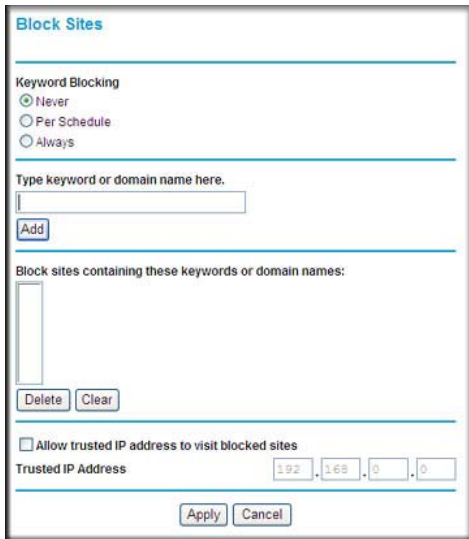 Block Sites
Keyword Blocking
Never
Per Schedule
Always
Type keyword or domain name here.
Add
Block sites containing these keywords or domain names:
Delete Clear
Allow trusted IP address to visit blocked sites
Trusted IP Address 192 . 168 . 0 . 0
Apply Cancel